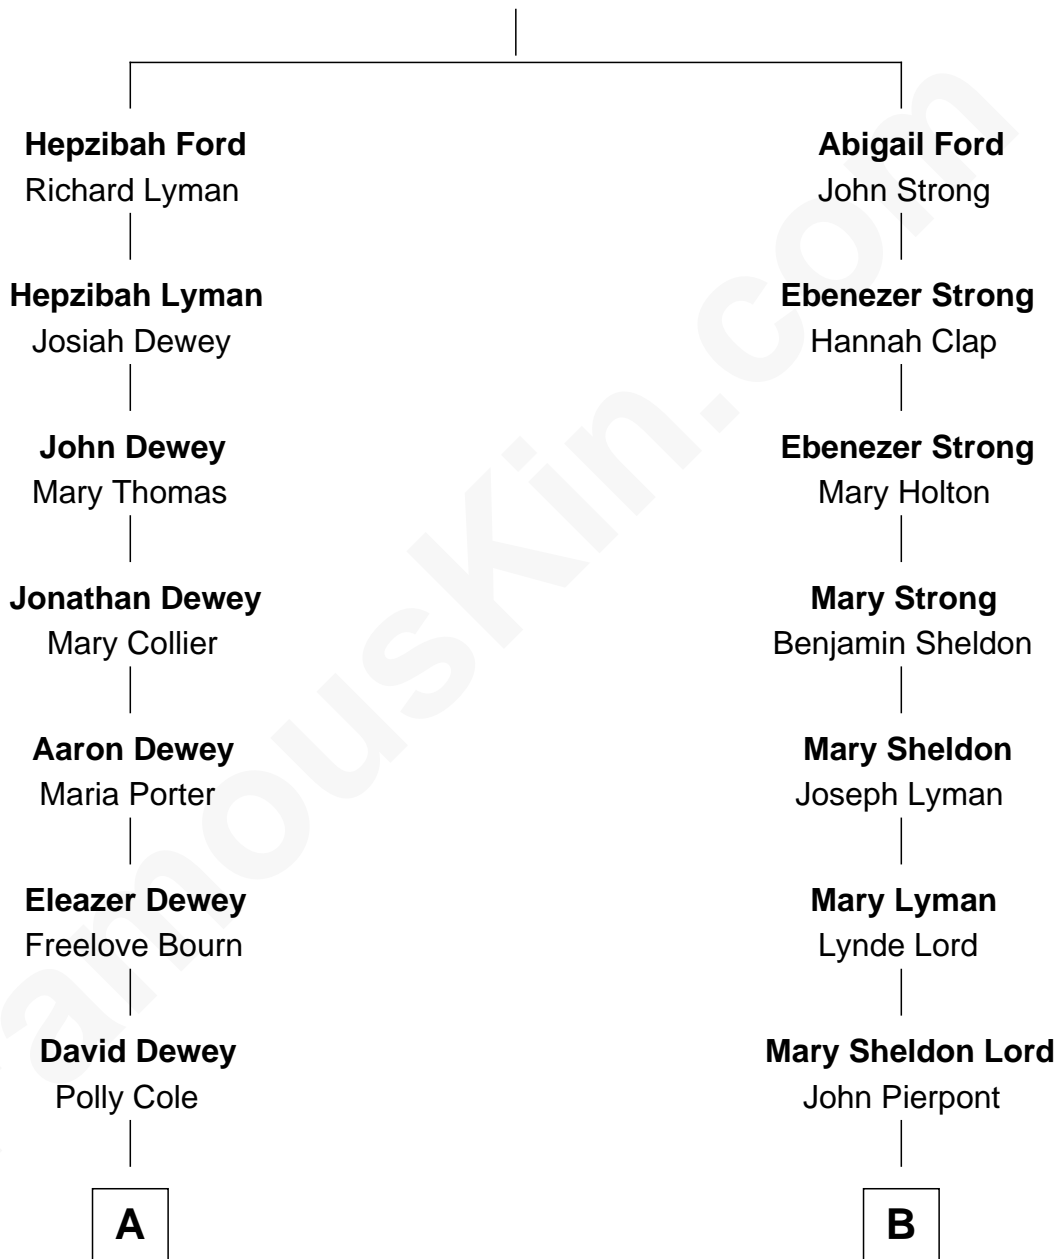 Hepzibah Ford
Richard Lyman
Abigail Ford
John Strong
Hepzibah Lyman
Josiah Dewey
Ebenezer Strong
Hannah Clap
John Dewey
Mary Thomas
Ebenezer Strong
Mary Holton
Jonathan Dewey
Mary Collier
Mary Strong
Benjamin Sheldon
Aaron Dewey
Maria Porter
Mary Sheldon
Joseph Lyman
Eleazer Dewey
Freelove Bourn
Mary Lyman
Lynde Lord
David Dewey
Polly Cole
Mary Sheldon Lord
John Pierpont
A
B
amouskin.com